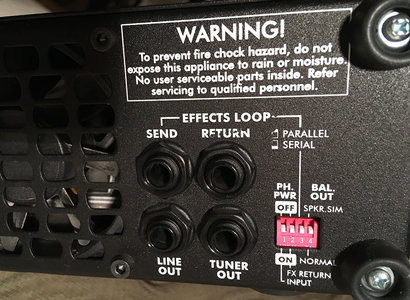 WARNING!
To prevent fire chock hazard, do not
expose this appliance to rain or moisture.
No user serviceable parts inside. Refer
servicing to qualified personnel.
EFFECTS LOOP
SEND RETURN
PARALLEL
SERIAL
PH. PWR
BAL. OUT
OFF
SPKR.SIM
1 2 3 4
ON
NORMAL
FX RETURN
INPUT
LINE OUT
TUNER OUT